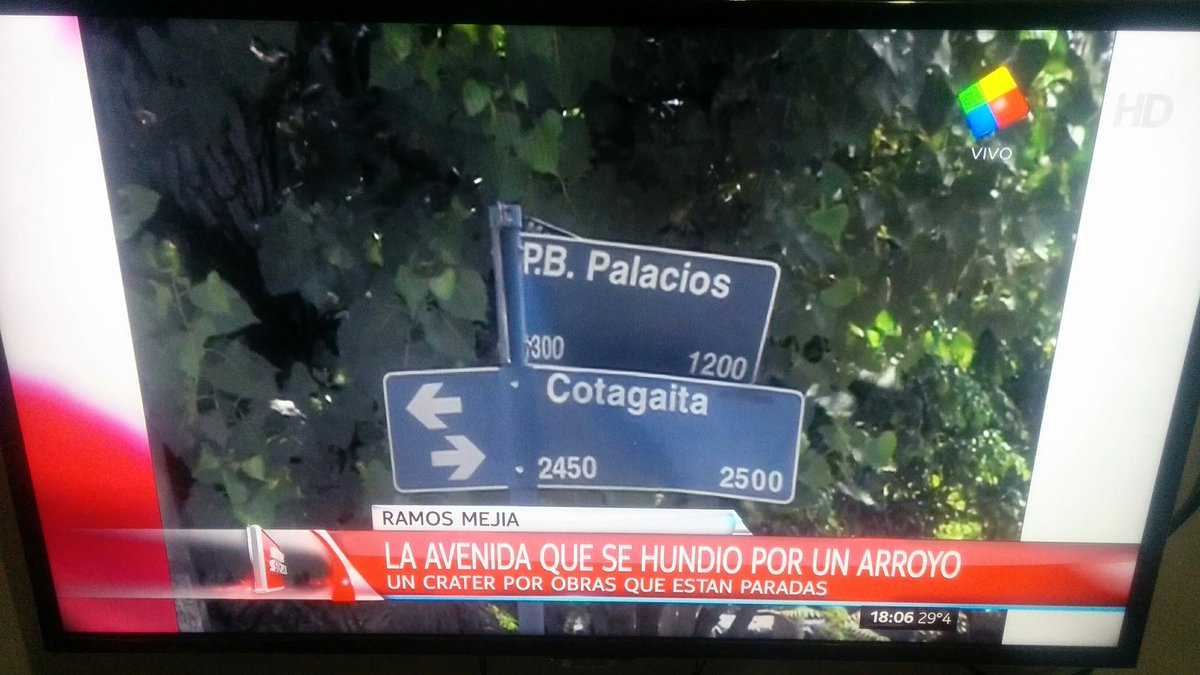 HD
VIVO
P.B. Palacios
300 1200
Cotagaita
2450 2500
RAMOS MEJIA
LA AVENIDA QUE SE HUNDIO POR UN ARROYO
UN CRATER POR OBRAS QUE ESTAN PARADAS
18:06 29°4